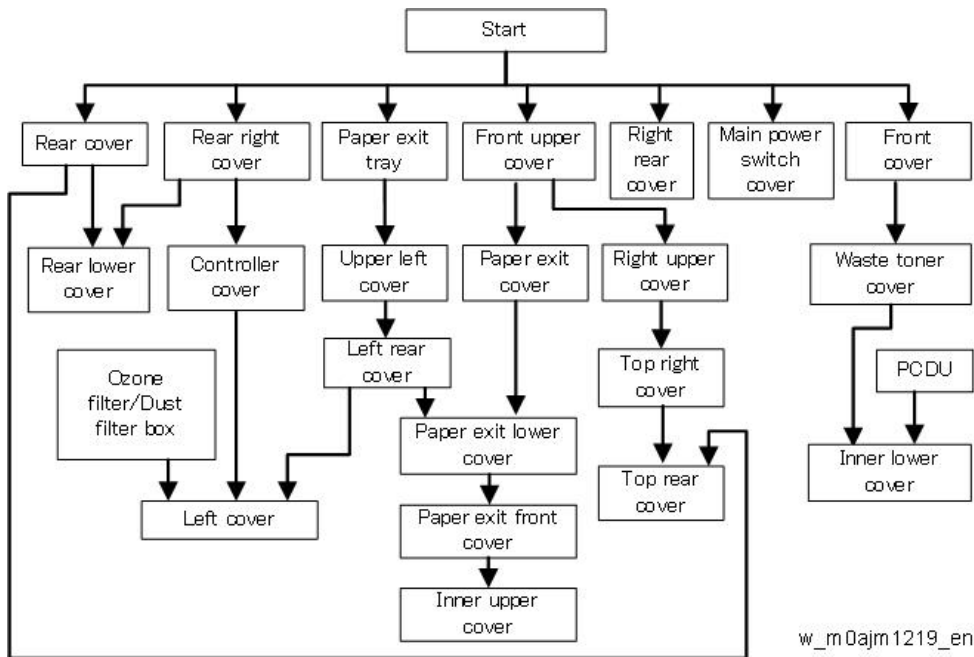 Start
Rear cover
Rear right
cover
Paper exit
tray
Front upper
cover
Right
rear
cover
Main power
switch
cover
Front
cover
Rear lower
cover
Controller
cover
Upper left
cover
Paper exit
cover
Right upper
cover
Waste toner
cover
Ozone
filter/Dust
filter box
Left rear
cover
Top right
cover
PCDU
Paper exit lower
cover
Top rear
cover
Inner lower
cover
Left cover
Paper exit front
cover
Inner upper
cover
w_m0ajm1219_en